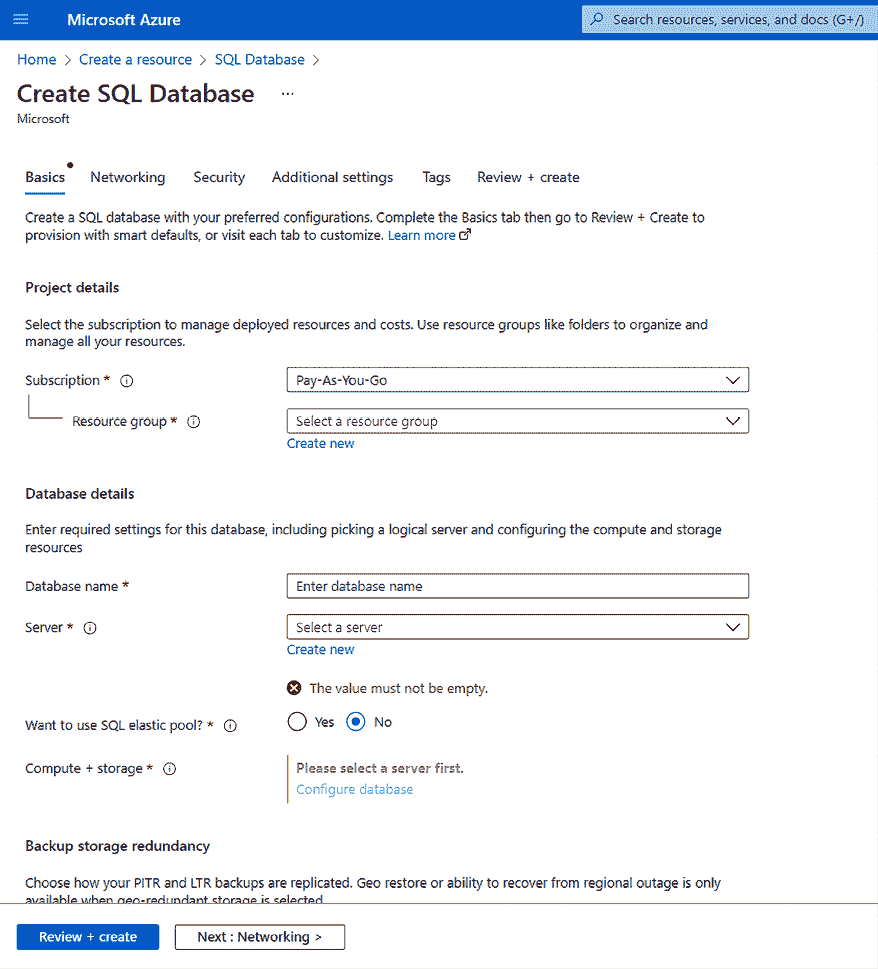 Microsoft Azure
Search resources, services, and docs (G+/)
Home > Create a resource > SQL Database >
Create SQL Database ...
Microsoft
Basics Networking Security Additional settings Tags Review + create
Create a SQL database with your preferred configurations. Complete the Basics tab then go to Review + Create to
provision with smart defaults, or visit each tab to customize. Learn more
Project details
Select the subscription to manage deployed resources and costs. Use resource groups like folders to organize and
manage all your resources.
Subscription *
Pay-As-You-Go
Resource group *
Select a resource group
Create new
Database details
Enter required settings for this database, including picking a logical server and configuring the compute and storage
resources
Database name *
Enter database name
Server *
Select a server
Create new
The value must not be empty.
Want to use SQL elastic pool? *
Yes No
Compute + storage *
Please select a server first.
Configure database
Backup storage redundancy
Choose how your PITR and LTR backups are replicated. Geo restore or ability to recover from regional outage is only
available when geo-redundant storage is selected.
Review + create
Next : Networking >